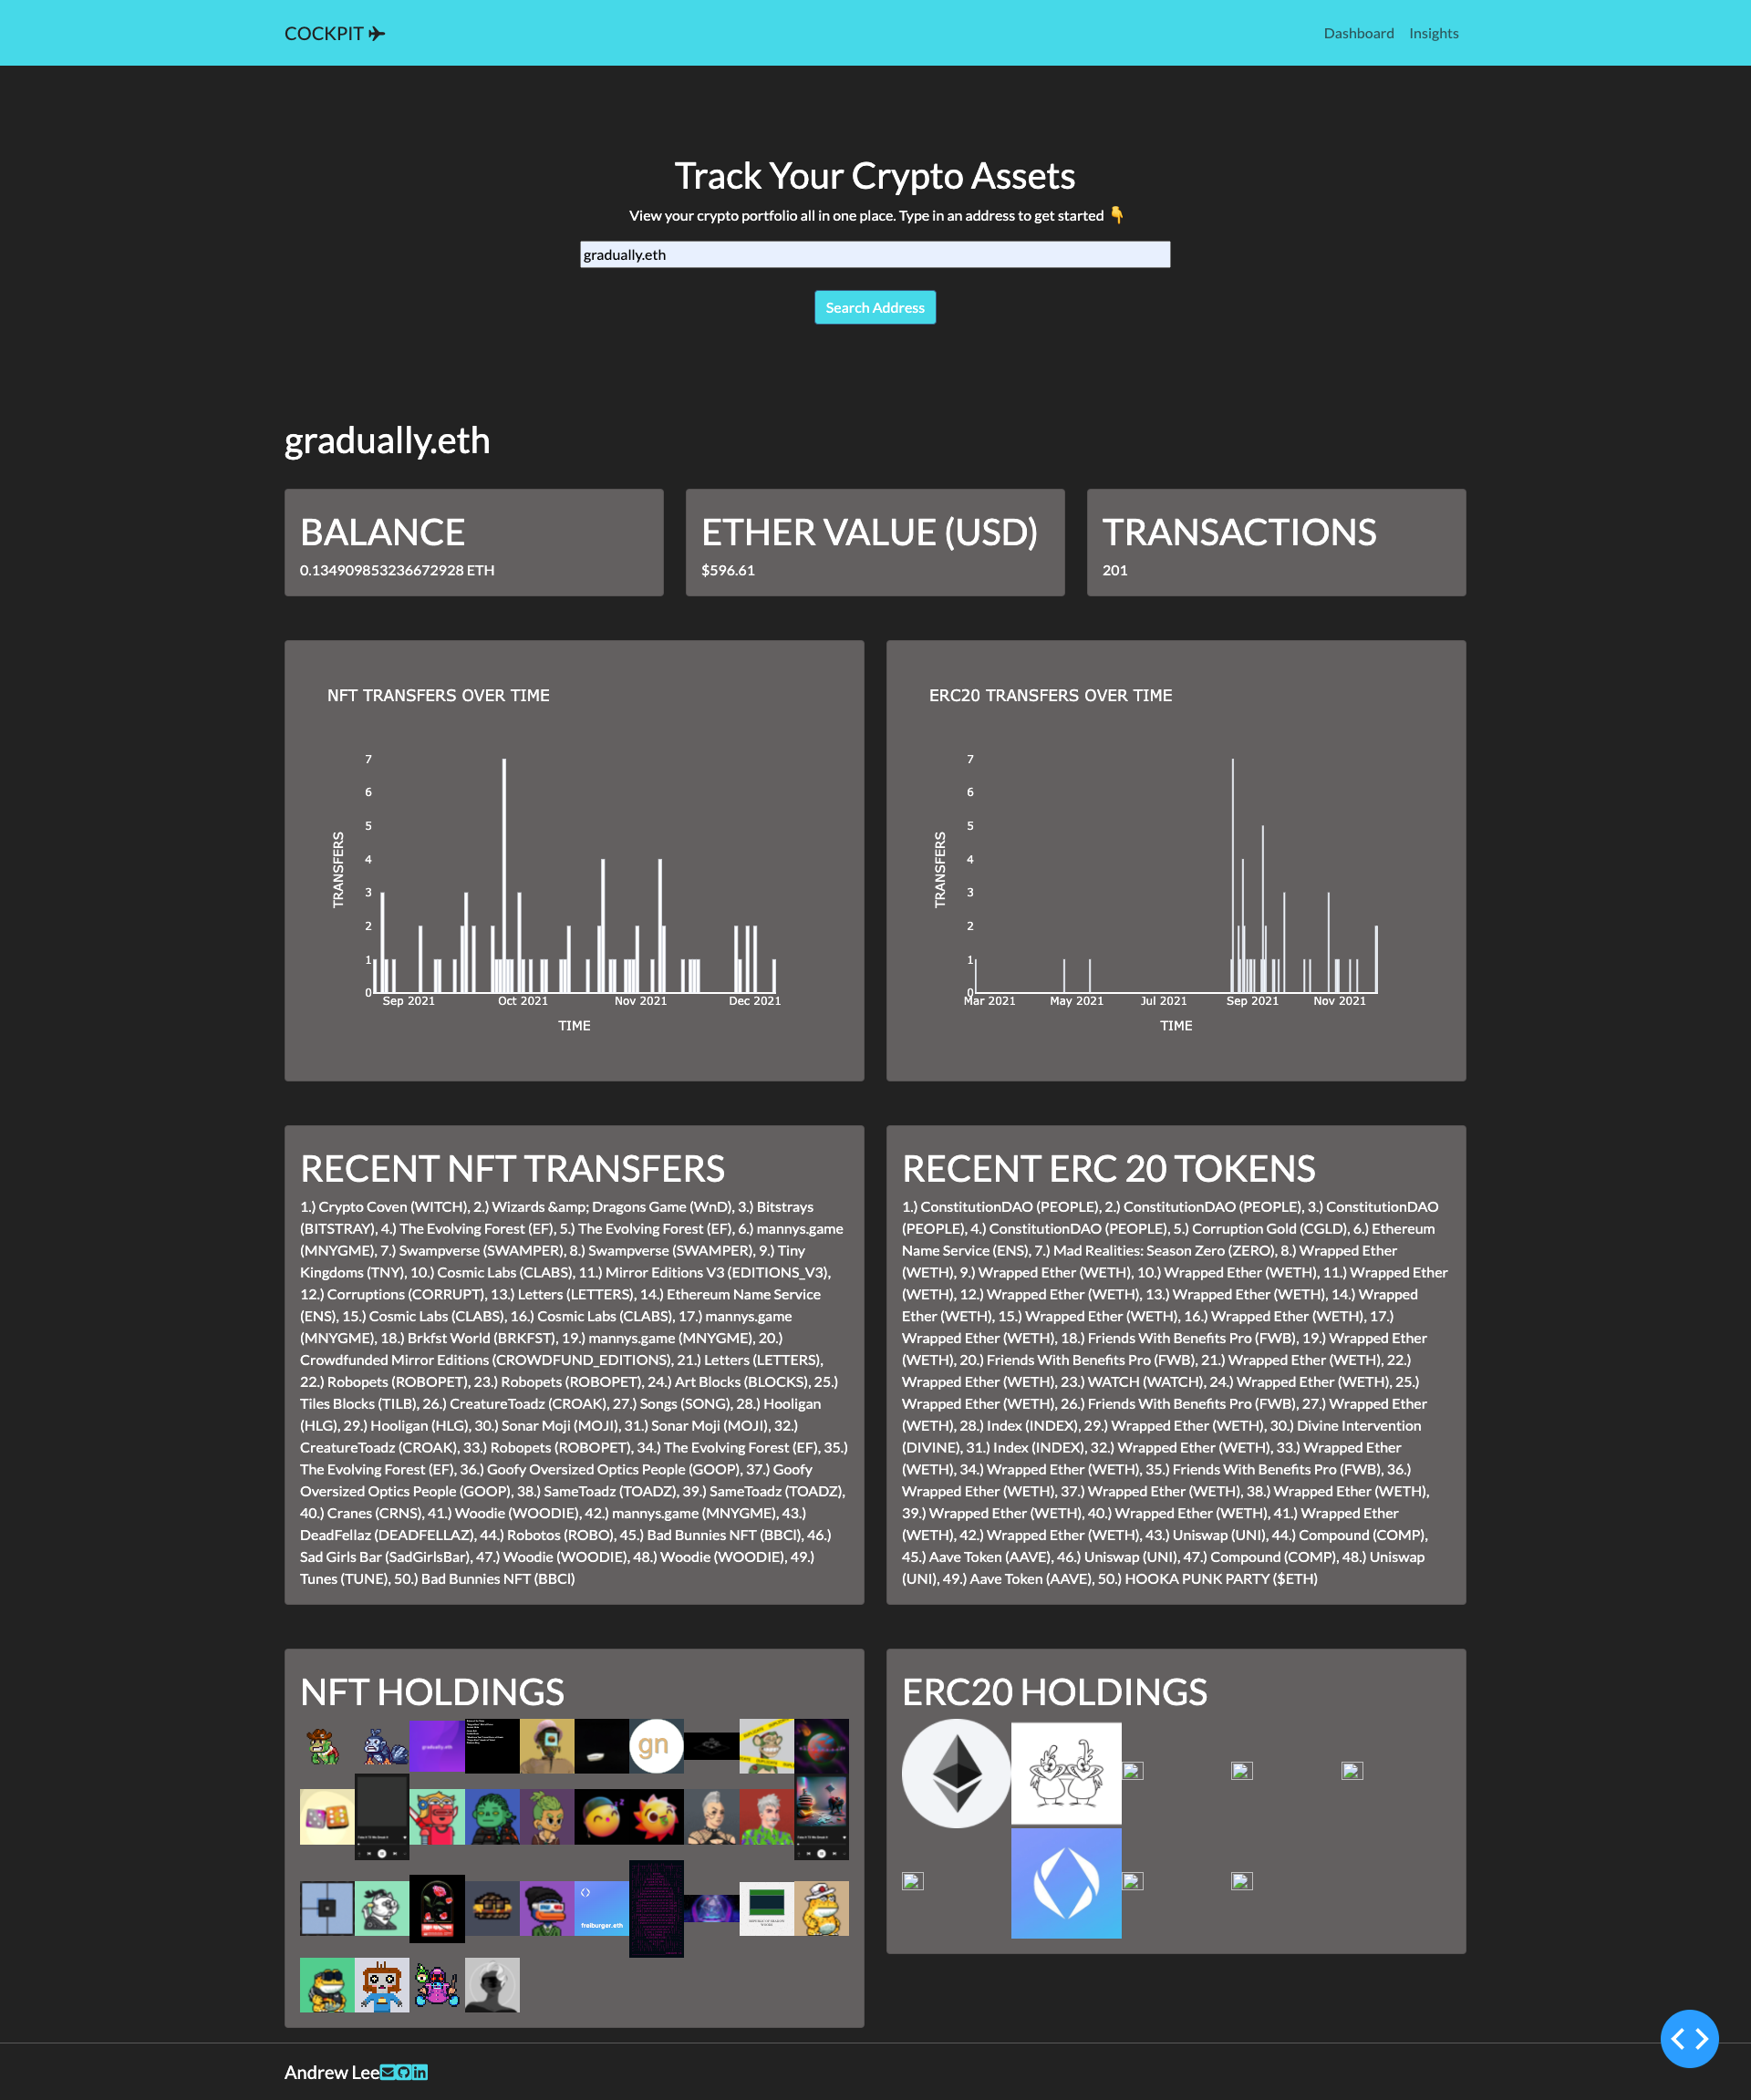 COCKPIT
Dashboard
Insights
Track Your Crypto Assets
View your crypto portfolio all in one place. Type in an address to get started 👇
gradually.eth
Search Address
gradually.eth
BALANCE
0.134909853236672928 ETH
ETHER VALUE (USD)
$596.61
TRANSACTIONS
201
NFT TRANSFERS OVER TIME
7
6
5
4
3
2
1
0
TRANSFERS
Sep 2021
Oct 2021
Nov 2021
Dec 2021
TIME
ERC20 TRANSFERS OVER TIME
7
6
5
4
3
2
1
0
TRANSFERS
Mar 2021
May 2021
Jul 2021
Sep 2021
Nov 2021
TIME
RECENT NFT TRANSFERS
1.) Crypto Coven (WITCH), 2.) Wizards &amp; Dragons Game (WnD), 3.) Bitstrays
(BITSTRAY), 4.) The Evolving Forest (EF), 5.) The Evolving Forest (EF), 6.) mannys.game
(MNYGME), 7.) Swampverse (SWAMPER), 8.) Swampverse (SWAMPER), 9.) Tiny
Kingdoms (TNY), 10.) Cosmic Labs (CLABS), 11.) Mirror Editions V3 (EDITIONS_V3),
12.) Corruptions (CORRUPT), 13.) Letters (LETTERS), 14.) Ethereum Name Service
(ENS), 15.) Cosmic Labs (CLABS), 16.) Cosmic Labs (CLABS), 17.) mannys.game
(MNYGME), 18.) Brkfst World (BRKFST), 19.) mannys.game (MNYGME), 20.)
Crowdfunded Mirror Editions (CROWDFUND_EDITIONS), 21.) Letters (LETTERS),
22.) Robopets (ROBOPET), 23.) Robopets (ROBOPET), 24.) Art Blocks (BLOCKS), 25.)
Tiles Blocks (TILB), 26.) CreatureToadz (CROAK), 27.) Songs (SONG), 28.) Hooligan
(HLG), 29.) Hooligan (HLG), 30.) Sonar Moji (MOJI), 31.) Sonar Moji (MOJI), 32.)
CreatureToadz (CROAK), 33.) Robopets (ROBOPET), 34.) The Evolving Forest (EF), 35.)
The Evolving Forest (EF), 36.) Goofy Oversized Optics People (GOOP), 37.) Goofy
Oversized Optics People (GOOP), 38.) SameToadz (TOADZ), 39.) SameToadz (TOADZ),
40.) Cranes (CRNS), 41.) Woodie (WOODIE), 42.) mannys.game (MNYGME), 43.)
DeadFellaz (DEADFELLAZ), 44.) Robotos (ROBO), 45.) Bad Bunnies NFT (BBCl), 46.)
Sad Girls Bar (SadGirlsBar), 47.) Woodie (WOODIE), 48.) Woodie (WOODIE), 49.)
Tunes (TUNE), 50.) Bad Bunnies NFT (BBCl)
RECENT ERC 20 TOKENS
1.) ConstitutionDAO (PEOPLE), 2.) ConstitutionDAO (PEOPLE), 3.) ConstitutionDAO
(PEOPLE), 4.) ConstitutionDAO (PEOPLE), 5.) Corruption Gold (CGLD), 6.) Ethereum
Name Service (ENS), 7.) Mad Realities: Season Zero (ZERO), 8.) Wrapped Ether
(WETH), 9.) Wrapped Ether (WETH), 10.) Wrapped Ether (WETH), 11.) Wrapped Ether
(WETH), 12.) Wrapped Ether (WETH), 13.) Wrapped Ether (WETH), 14.) Wrapped
Ether (WETH), 15.) Wrapped Ether (WETH), 16.) Wrapped Ether (WETH), 17.)
Wrapped Ether (WETH), 18.) Friends With Benefits Pro (FWB), 19.) Wrapped Ether
(WETH), 20.) Friends With Benefits Pro (FWB), 21.) Wrapped Ether (WETH), 22.)
Wrapped Ether (WETH), 23.) WATCH (WATCH), 24.) Wrapped Ether (WETH), 25.)
Wrapped Ether (WETH), 26.) Friends With Benefits Pro (FWB), 27.) Wrapped Ether
(WETH), 28.) Index (INDEX), 29.) Wrapped Ether (WETH), 30.) Divine Intervention
(DIVINE), 31.) Index (INDEX), 32.) Wrapped Ether (WETH), 33.) Wrapped Ether
(WETH), 34.) Wrapped Ether (WETH), 35.) Friends With Benefits Pro (FWB), 36.)
Wrapped Ether (WETH), 37.) Wrapped Ether (WETH), 38.) Wrapped Ether (WETH),
39.) Wrapped Ether (WETH), 40.) Wrapped Ether (WETH), 41.) Wrapped Ether
(WETH), 42.) Wrapped Ether (WETH), 43.) Uniswap (UNI), 44.) Compound (COMP),
45.) Aave Token (AAVE), 46.) Uniswap (UNI), 47.) Compound (COMP), 48.) Uniswap
(UNI), 49.) Aave Token (AAVE), 50.) HOOKA PUNK PARTY ($ETH)
NFT HOLDINGS
gradually.eth
gn
freiburger.eth
ERC20 HOLDINGS
Andrew Lee